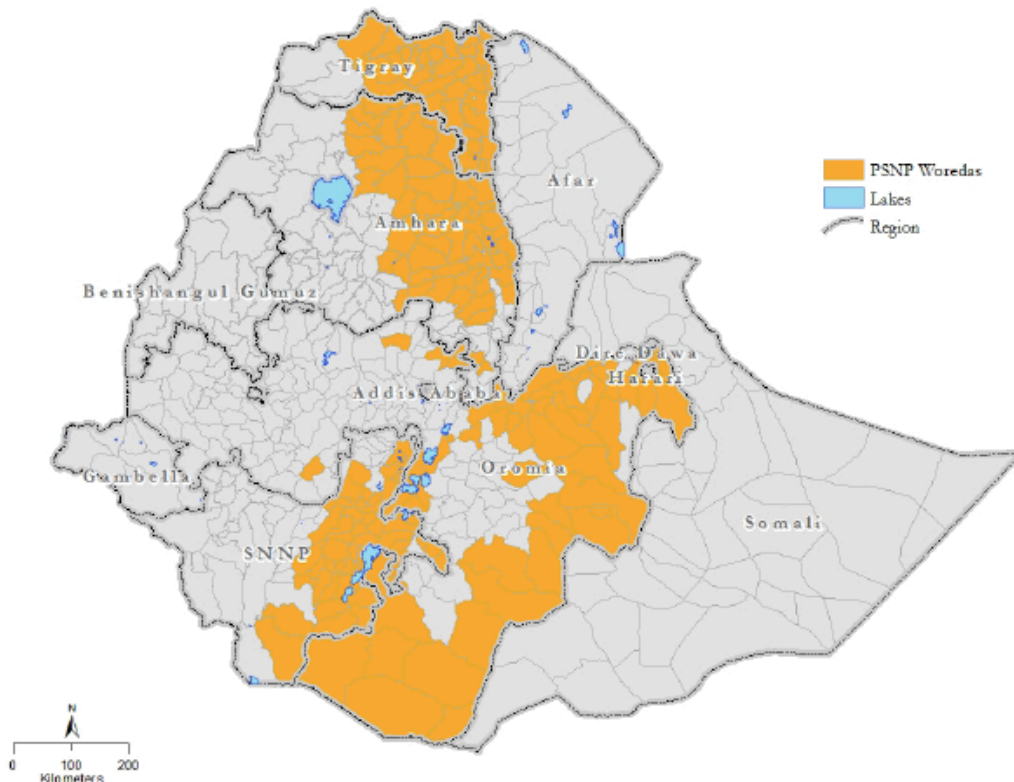 Tigray
Afar
PSNP Woredas
Lakes
Region
Amhara
Benishangul Gumuz
Dire Dawa
Harari
Addis Ababa
Oromia
Gambella
Somali
SNNP
N
0 100 200
Kilometers